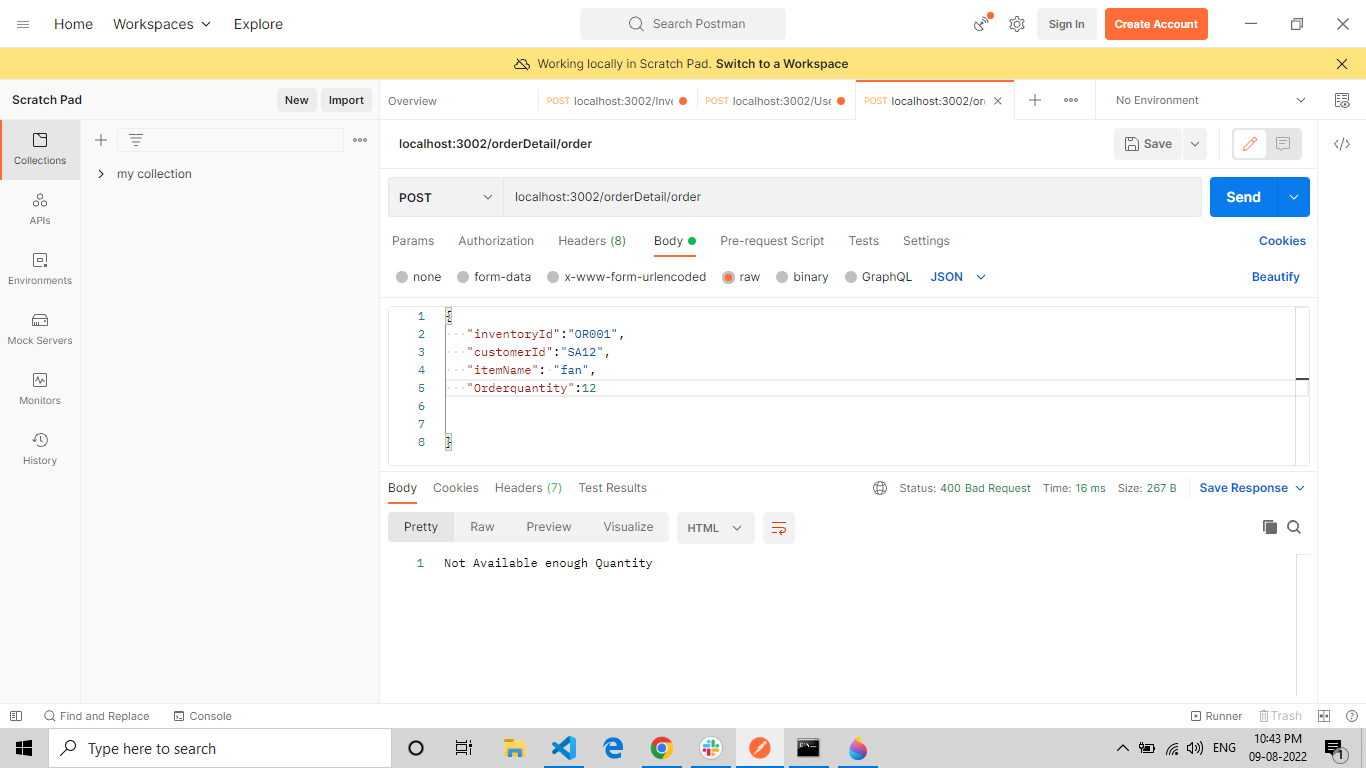 Home Workspaces Explore Search Postman Sign In Create Account
Working locally in Scratch Pad. Switch to a Workspace
Scratch Pad New Import Overview POST localhost:3002/Inve POST localhost:3002/Use POST localhost:3002/or No Environment
Collections
APIs
Environments
Mock Servers
Monitors
History
my collection
localhost:3002/orderDetail/order Save
POST localhost:3002/orderDetail/order Send
Params Authorization Headers (8) Body Pre-request Script Tests Settings Cookies
none form-data x-www-form-urlencoded raw binary GraphQL JSON Beautify
1 {
2 "inventoryId":"OR001",
3 "customerId":"SA12",
4 "itemName": "fan",
5 "Orderquantity":12
6
7
8 }
Body Cookies Headers (7) Test Results Status: 400 Bad Request Time: 16 ms Size: 267 B Save Response
Pretty Raw Preview Visualize HTML
1 Not Available enough Quantity
Find and Replace Console Runner Trash
Type here to search ENG 10:43 PM
09-08-2022 1